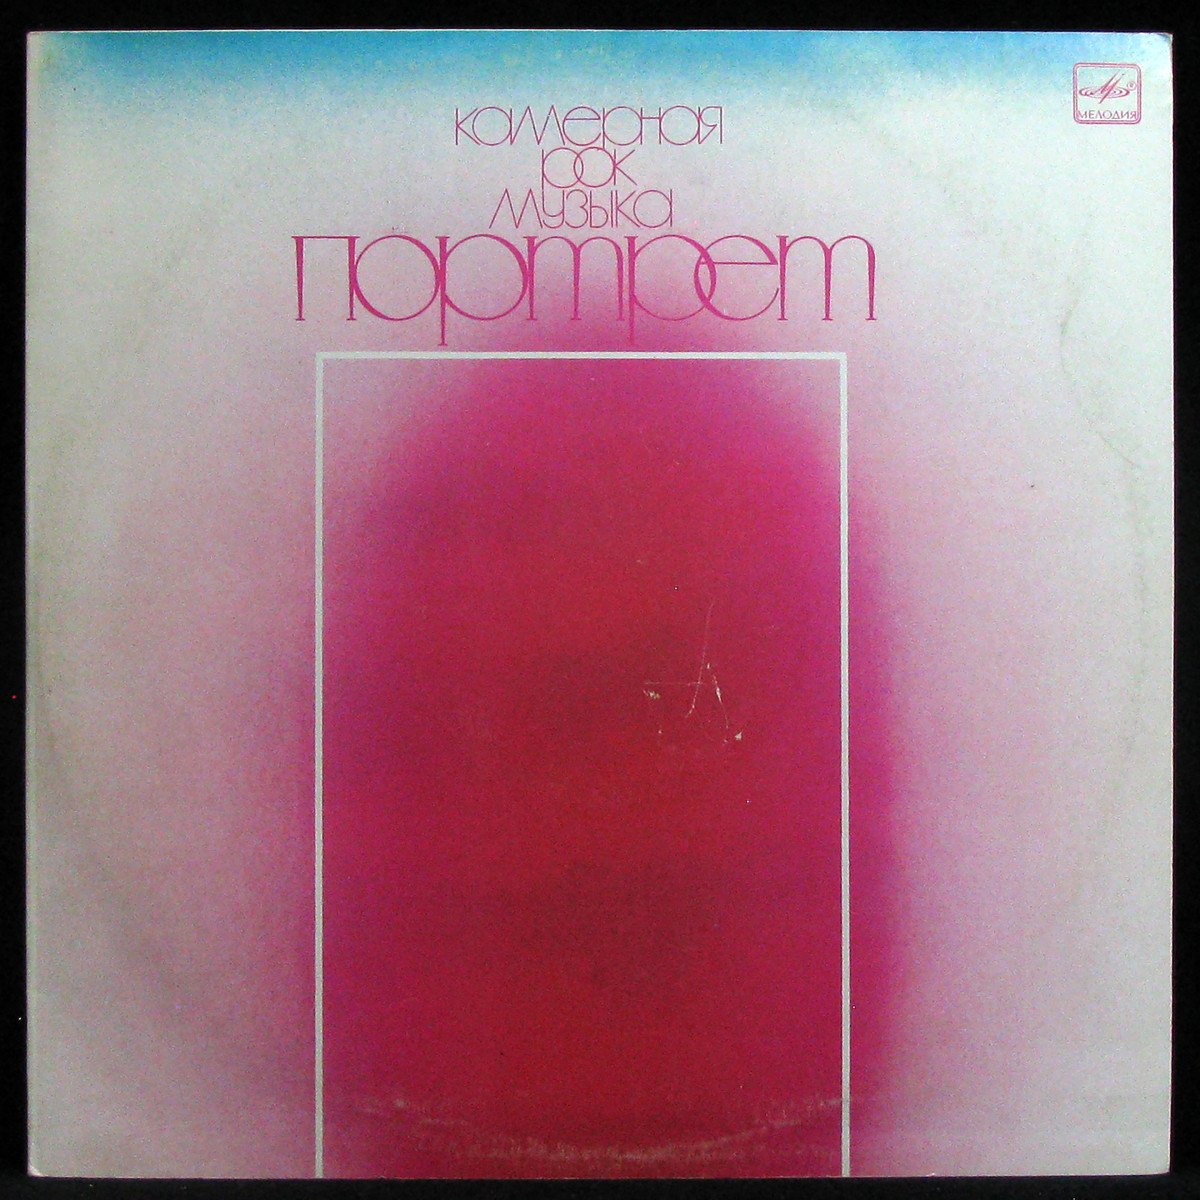 камерная
рок
музыка
портрет
МЕЛОДИЯ